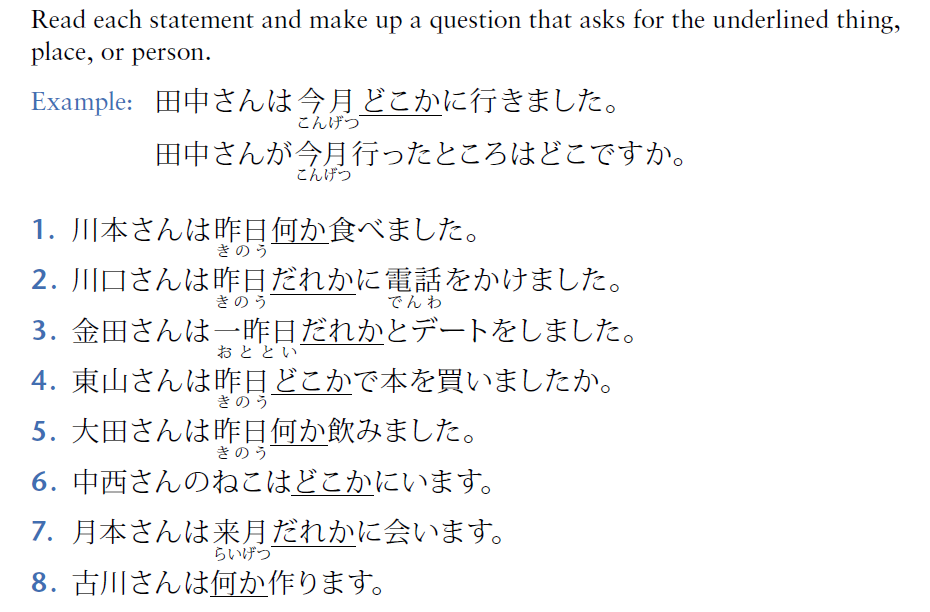 Read each statement and make up a question that asks for the underlined thing,
place, or person.
Example: 田中さんは今月どこかに行きました。
こんげつ
田中さんが今月行ったところはどこですか。
こんげつ
1. 川本さんは昨日何か食べました。
きのう
2. 川口さんは昨日だれかに電話をかけました。
きのう でんわ
3. 金田さんは一昨日だれかとデートをしました。
おととい
4. 東山さんは昨日どこかで本を買いましたか。
きのう
5. 大田さんは昨日何か飲みました。
きのう
6. 中西さんのねこはどこかにいます。
7. 月本さんは来月だれかに会います。
らいげつ
8. 古川さんは何か作ります。